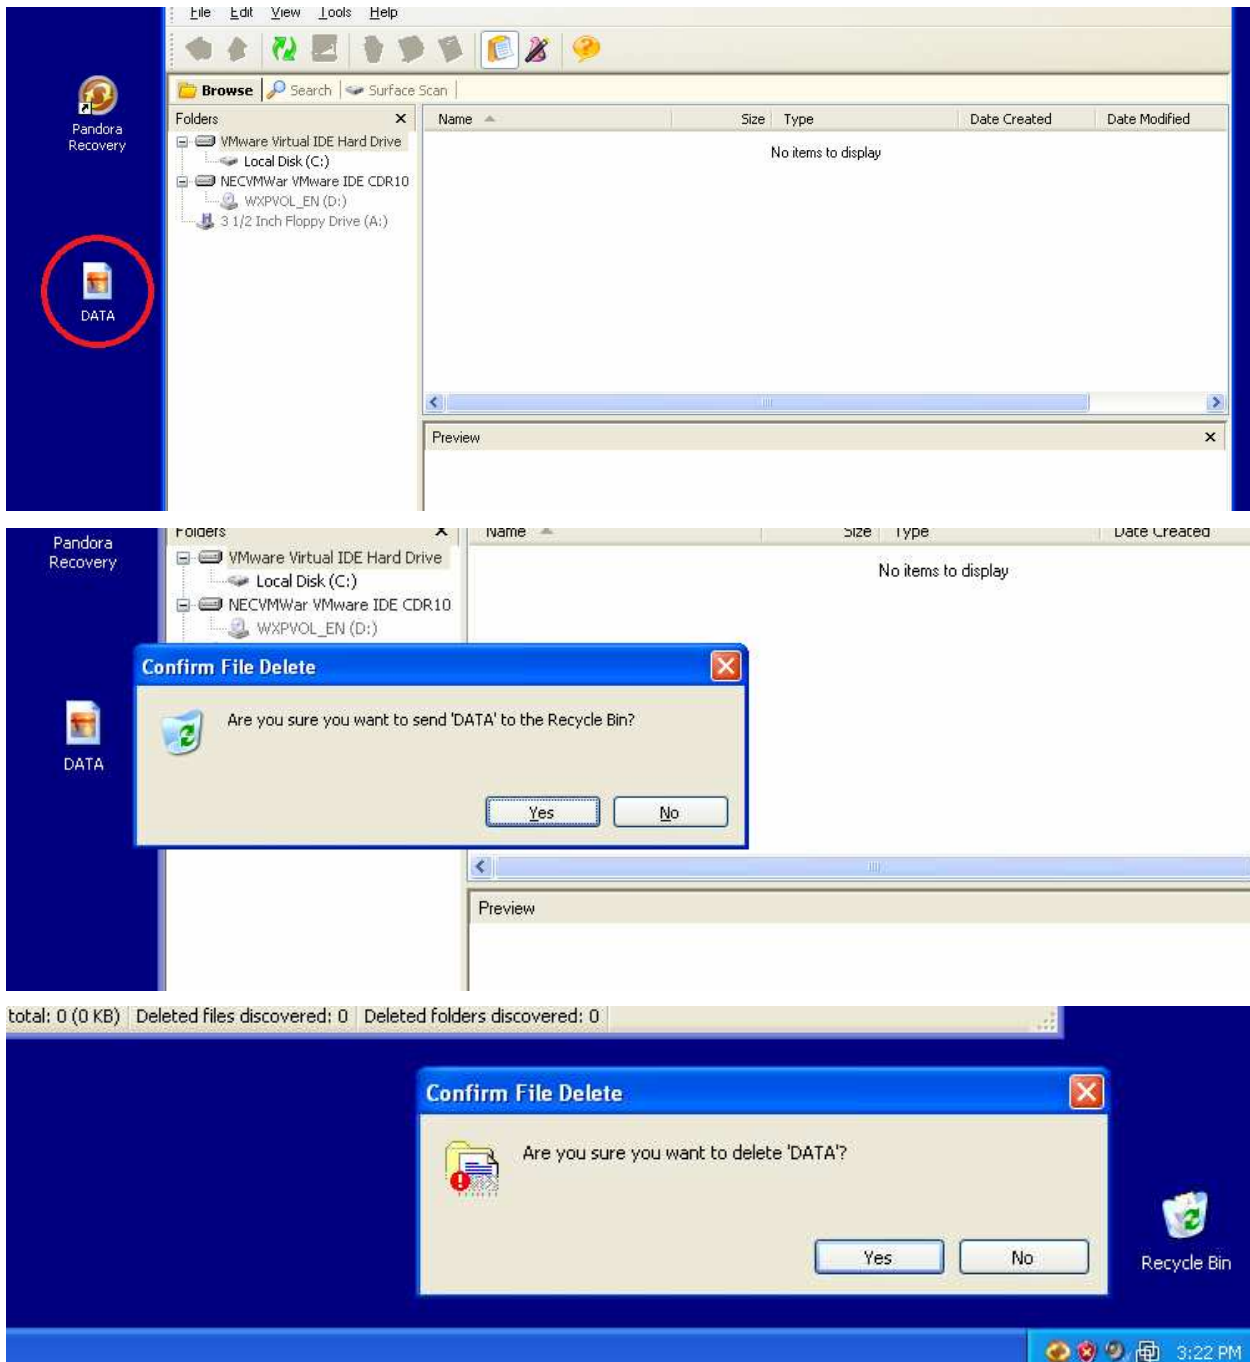 File Edit View Tools Help
Browse Search Surface Scan
Pandora
Recovery
Folders
Name Size Type Date Created Date Modified
VMware Virtual IDE Hard Drive
Local Disk (C:)
NECVMWar VMware IDE CDR10
WXPVOL_EN (D:)
3 1/2 Inch Floppy Drive (A:)
No items to display
DATA
Preview
Pandora
Recovery
Folders
Name Size Type Date Created
VMware Virtual IDE Hard Drive
Local Disk (C:)
NECVMWar VMware IDE CDR10
WXPVOL_EN (D:)
No items to display
Confirm File Delete
Are you sure you want to send 'DATA' to the Recycle Bin?
Yes No
DATA
Preview
total: 0 (0 KB) Deleted files discovered: 0 Deleted folders discovered: 0
Confirm File Delete
Are you sure you want to delete 'DATA'?
Yes No
Recycle Bin
3:22 PM